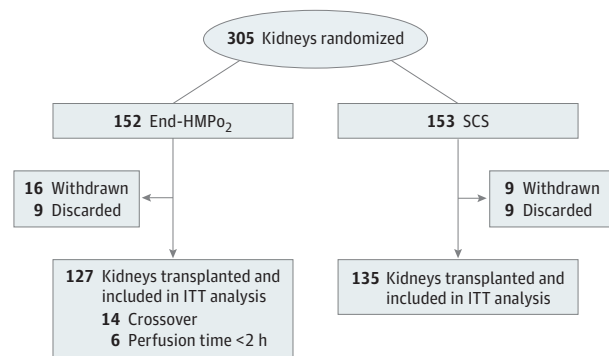 305 Kidneys randomized
152 End-HMPo₂
153 SCS
16 Withdrawn
9 Discarded
9 Withdrawn
9 Discarded
127 Kidneys transplanted and
included in ITT analysis
14 Crossover
6 Perfusion time <2 h
135 Kidneys transplanted and
included in ITT analysis